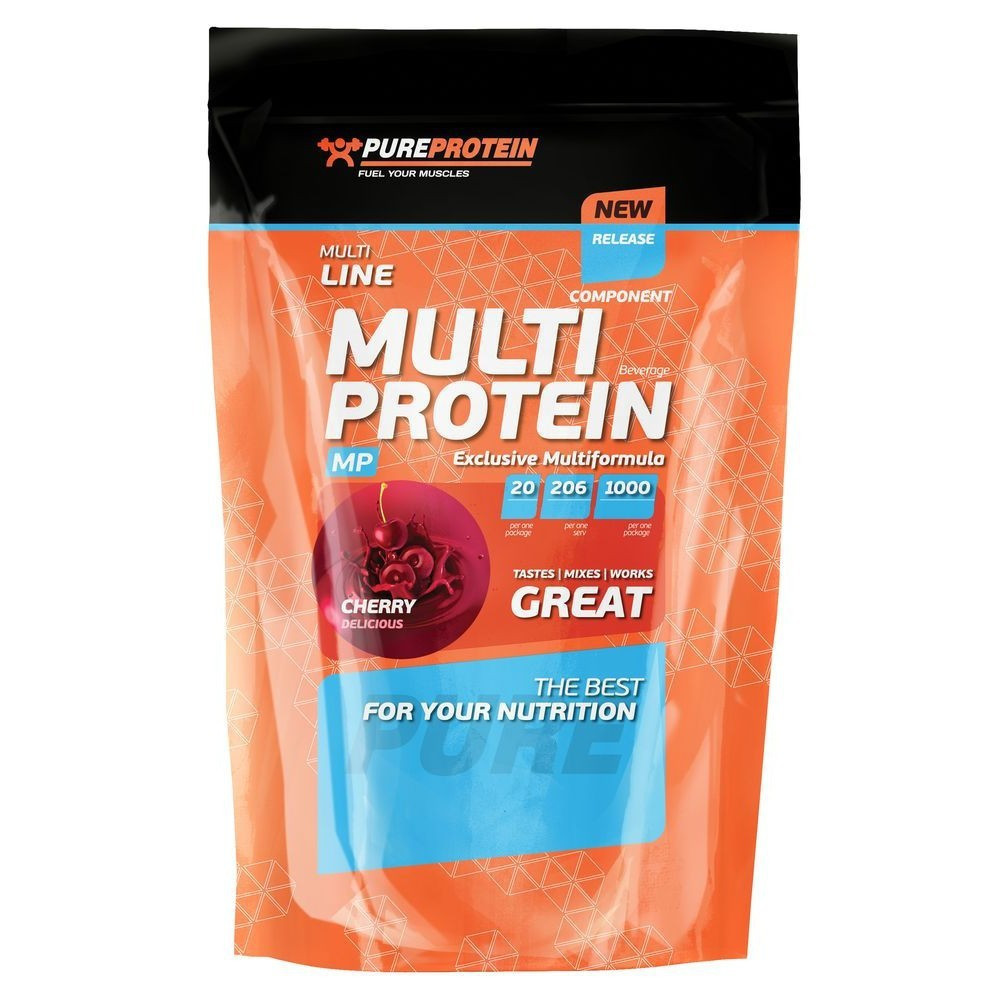 PUREPROTEIN
FUEL YOUR MUSCLES
NEW
RELEASE
MULTI
LINE
COMPONENT
MULTI
Beverage
PROTEIN
MP
Exclusive Multiformula
20 206 1000
per one package
per one serv
per one package
TASTES | MIXES | WORKS
GREAT
CHERRY
DELICIOUS
THE BEST
FOR YOUR NUTRITION
PURE